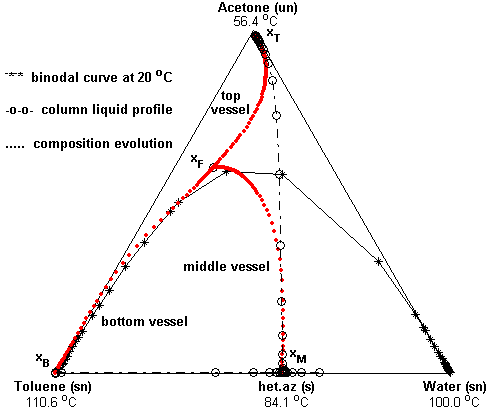 Acetone (un)
56.4 °C
x_T
-*-*- binodal curve at 20 °C
-o-o- column liquid profile
..... composition evolution
top
vessel
x_F
middle vessel
bottom vessel
x_B
x_M
Toluene (sn) het.az (s) Water (sn)
110.6 °C 84.1 °C 100.0 °C